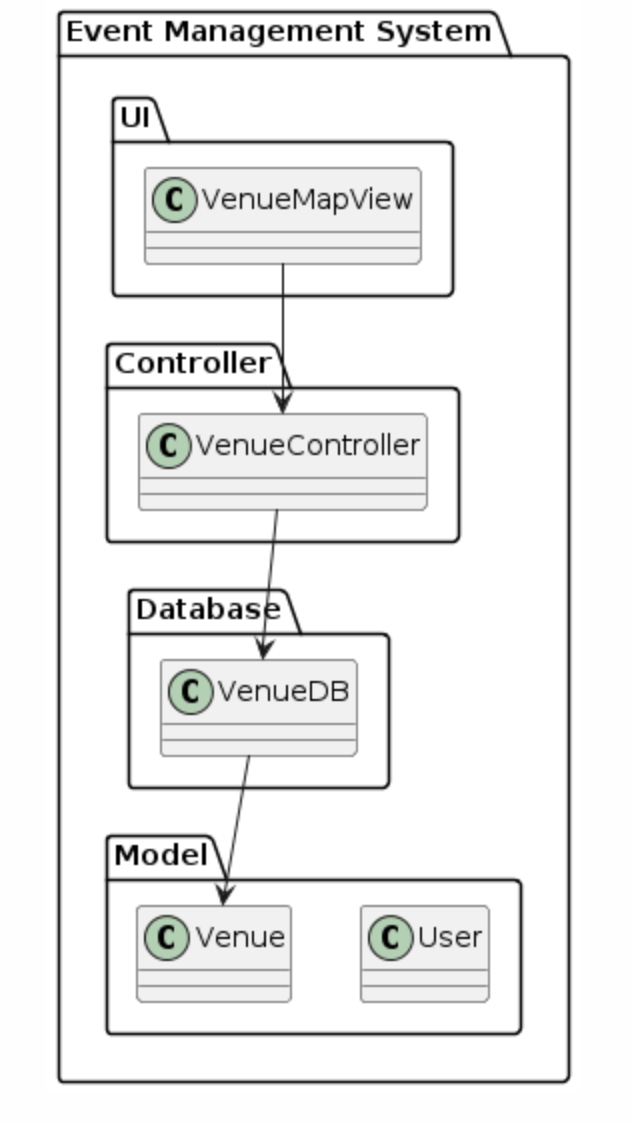 Event Management System
UI
C VenueMapView
Controller
C VenueController
Database
C VenueDB
Model
C Venue
C User